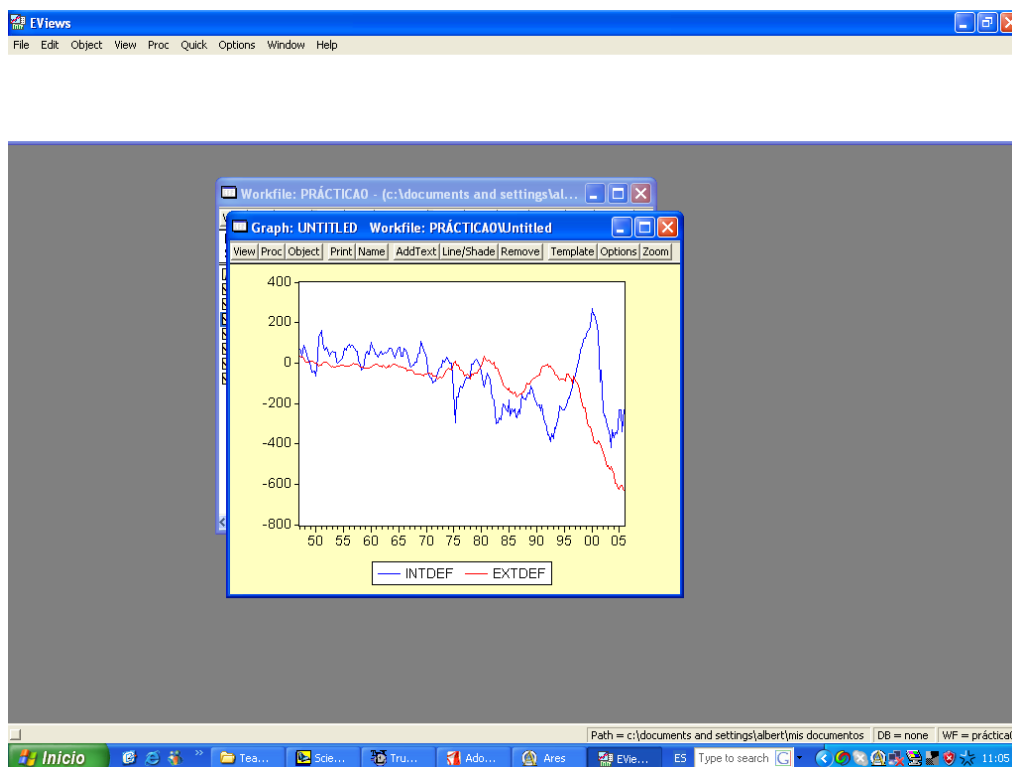 EViews
File Edit Object View Proc Quick Options Window Help
Workfile: PRÁCTICA0 - (c:\documents and settings\al...
Graph: UNTITLED Workfile: PRÁCTICA0\Untitled
View Proc Object Print Name AddText Line/Shade Remove Template Options Zoom
400
200
0
-200
-400
-600
-800
50 55 60 65 70 75 80 85 90 95 00 05
INTDEF EXTDEF
Path = c:\documents and settings\albert\mis documentos DB = none WF = práctica0
Inicio » Tea... Scie... Tru... Ado... Ares EVie... ES Type to search 11:05